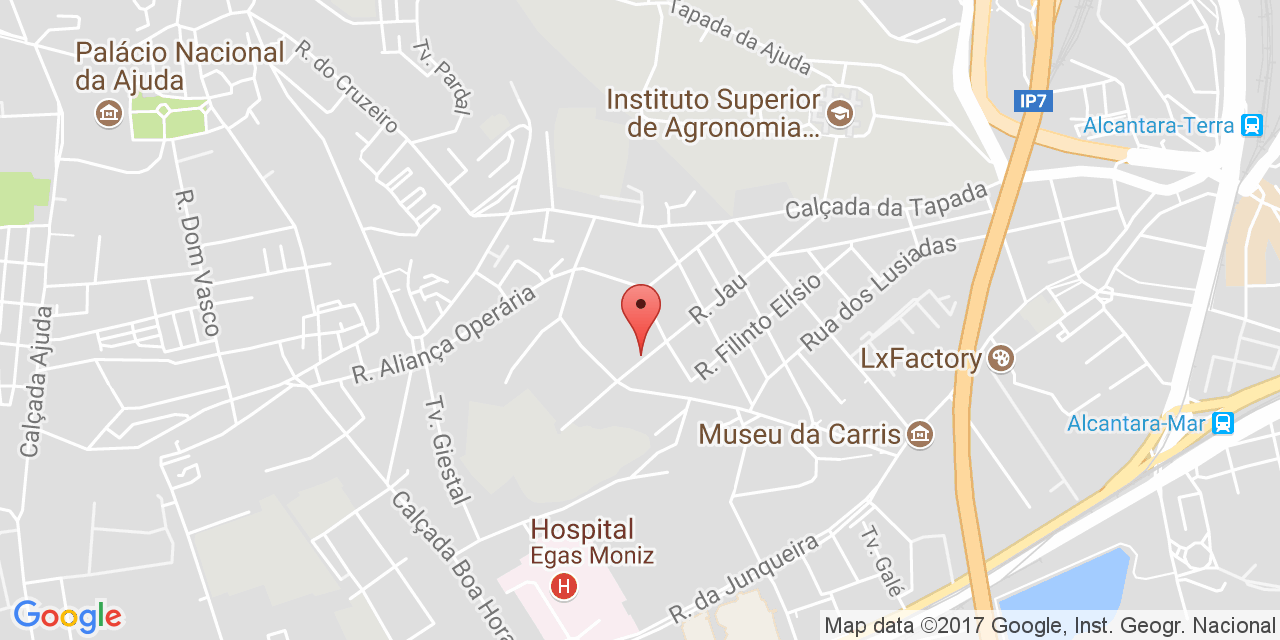 Tapada da Ajuda
Palácio Nacional
da Ajuda
R. do Cruzeiro
Tv. Pardal
Instituto Superior
de Agronomia...
IP7
Alcantara-Terra
R. Dom Vasco
Calçada da Tapada
R. Jau
R. Filinto Elísio
Rua dos Lusiadas
R. Aliança Operária
Calçada Ajuda
LxFactory
Tv. Giestal
Museu da Carris
Alcantara-Mar
Calçada Boa Hora
Hospital
Egas Moniz
H
R. da Junqueira
Tv. Galé
Google
Map data ©2017 Google, Inst. Geogr. Nacional